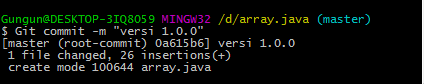 Gungun@DESKTOP-3IQ8O59 MINGW32 /d/array.java (master)
$ Git commit -m "versi 1.0.0"
[master (root-commit) 0a615b6] versi 1.0.0
 1 file changed, 26 insertions(+)
 create mode 100644 array.java